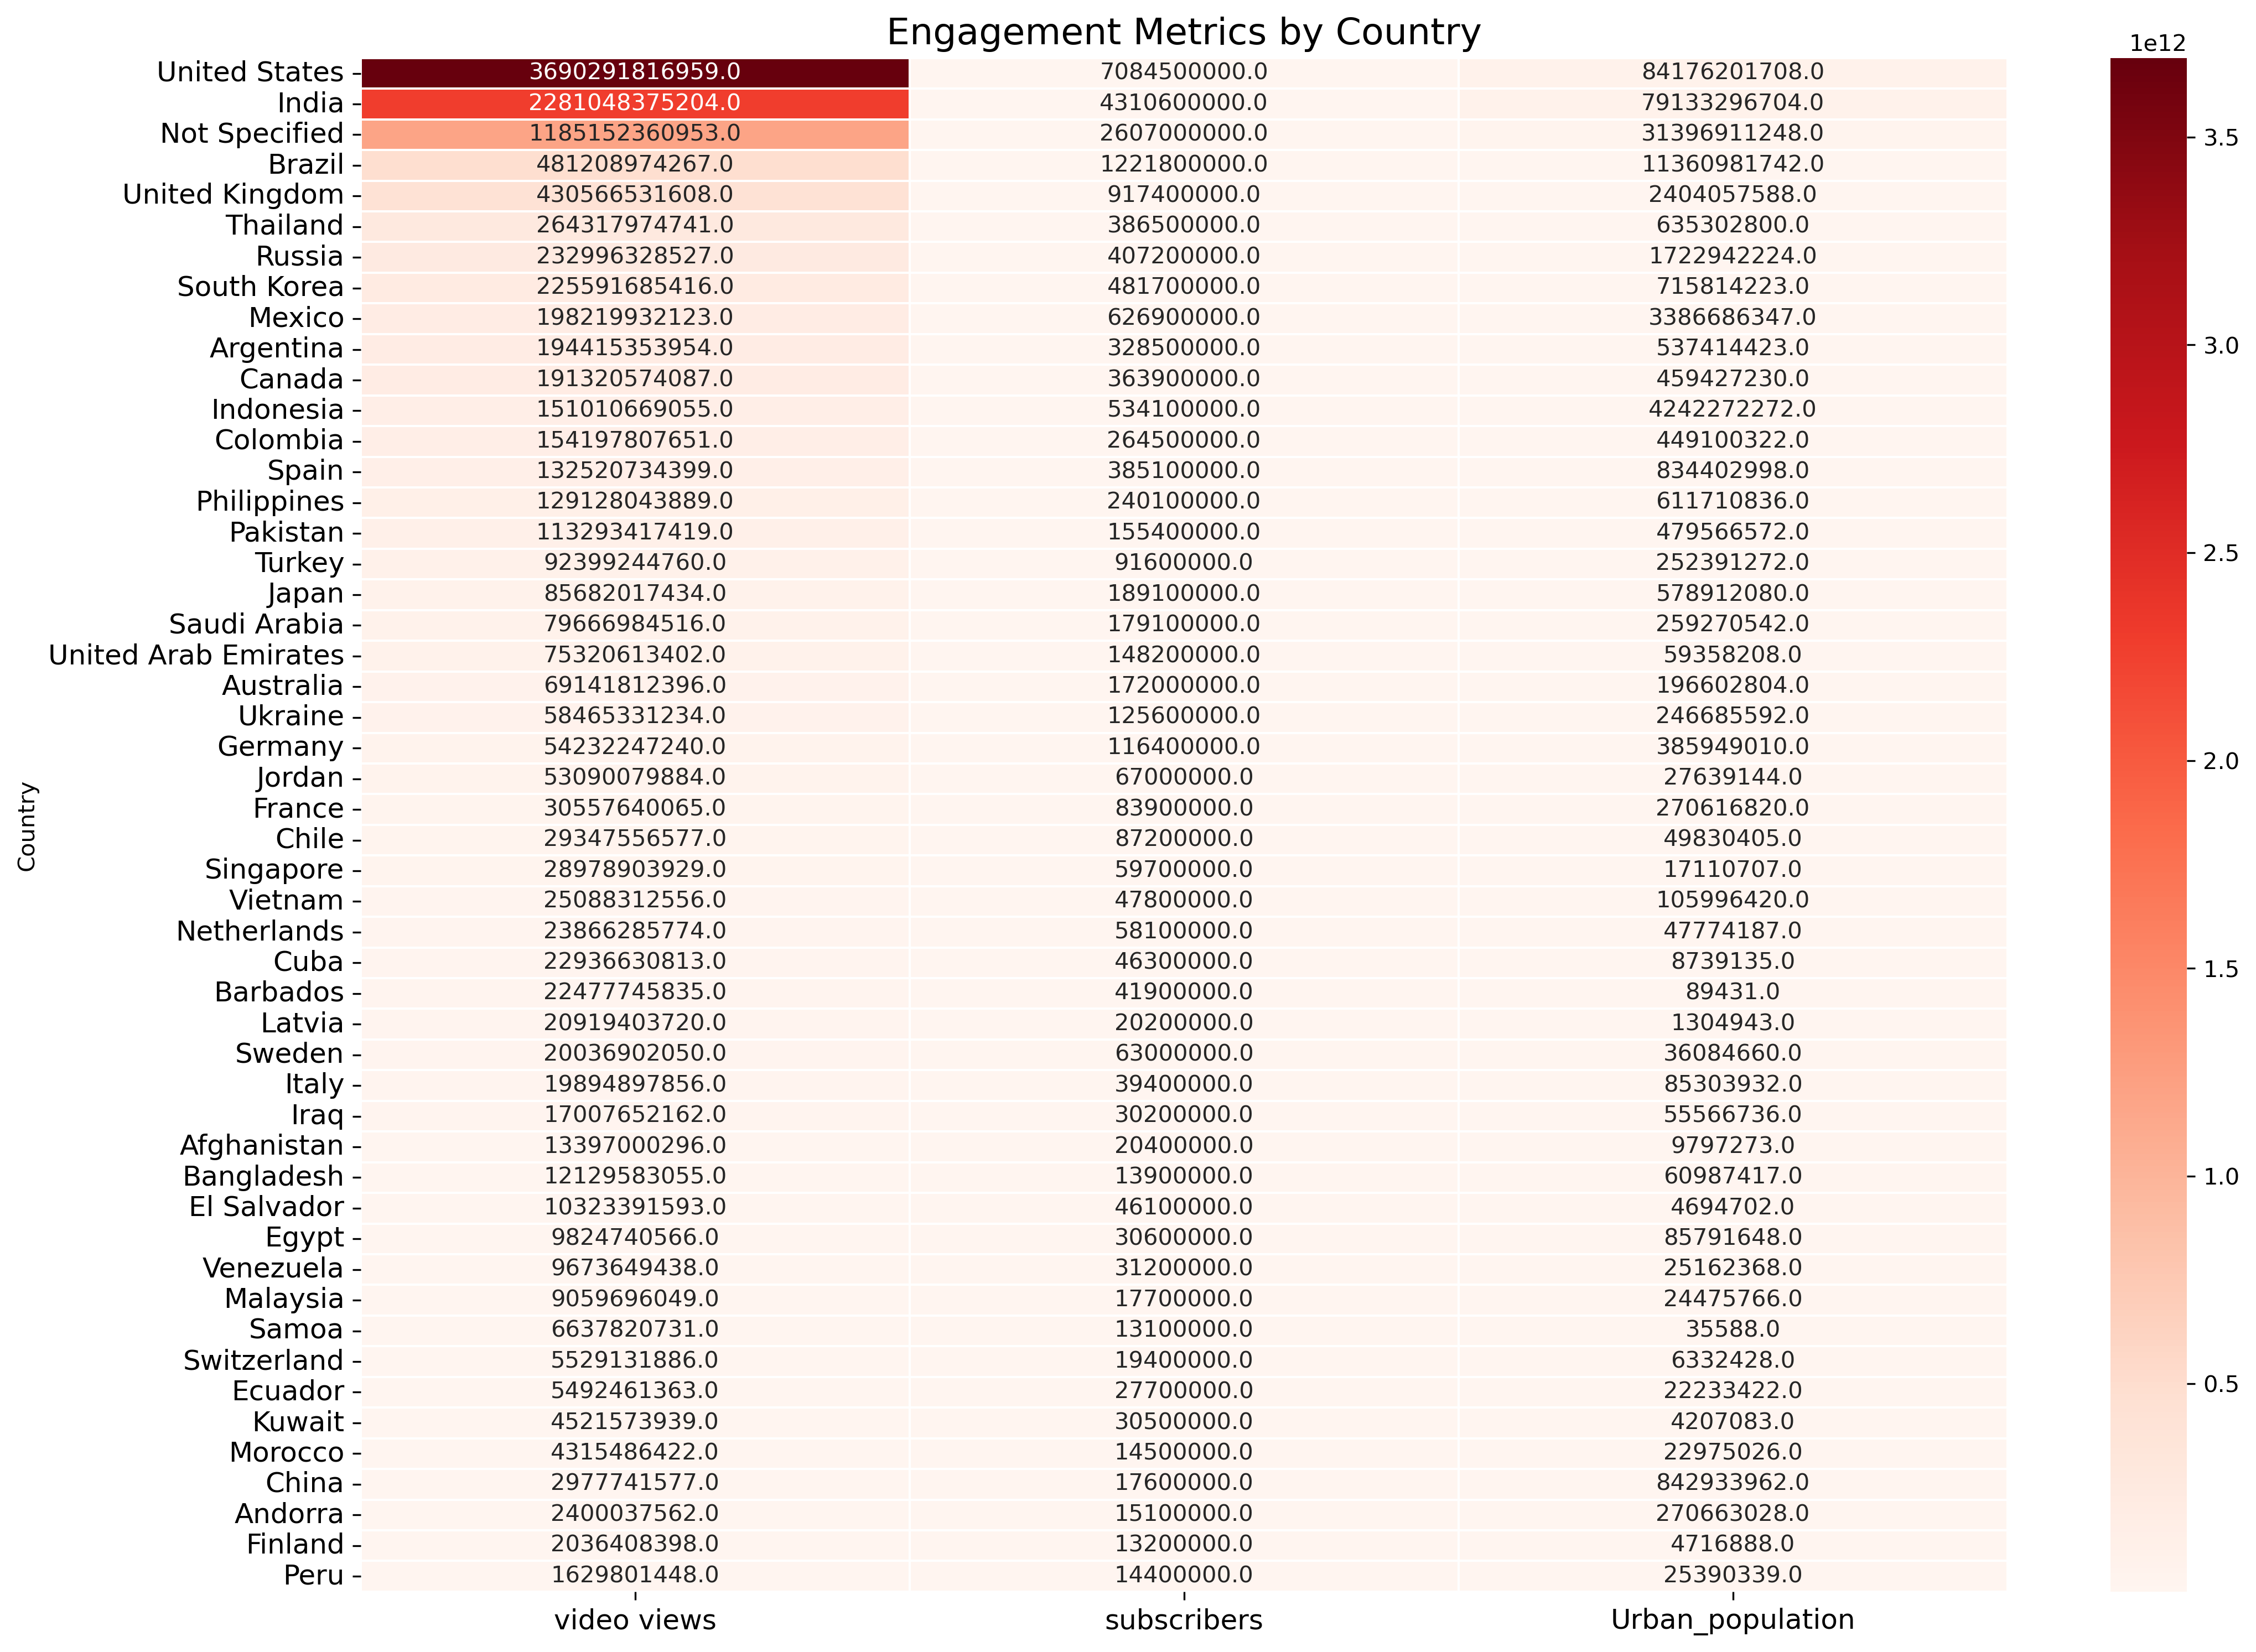 Engagement Metrics by Country
1e12
United States 3690291816959.0 7084500000.0 84176201708.0
India 2281048375204.0 4310600000.0 79133296704.0
Not Specified 1185152360953.0 2607000000.0 31396911248.0
Brazil 481208974267.0 1221800000.0 11360981742.0
United Kingdom 430566531608.0 917400000.0 2404057588.0
Thailand 264317974741.0 386500000.0 635302800.0
Russia 232996328527.0 407200000.0 1722942224.0
South Korea 225591685416.0 481700000.0 715814223.0
Mexico 198219932123.0 626900000.0 3386686347.0
Argentina 194415353954.0 328500000.0 537414423.0
Canada 191320574087.0 363900000.0 459427230.0
Indonesia 151010669055.0 534100000.0 4242272272.0
Colombia 154197807651.0 264500000.0 449100322.0
Spain 132520734399.0 385100000.0 834402998.0
Philippines 129128043889.0 240100000.0 611710836.0
Pakistan 113293417419.0 155400000.0 479566572.0
Turkey 92399244760.0 91600000.0 252391272.0
Japan 85682017434.0 189100000.0 578912080.0
Saudi Arabia 79666984516.0 179100000.0 259270542.0
United Arab Emirates 75320613402.0 148200000.0 59358208.0
Australia 69141812396.0 172000000.0 196602804.0
Ukraine 58465331234.0 125600000.0 246685592.0
Germany 54232247240.0 116400000.0 385949010.0
Jordan 53090079884.0 67000000.0 27639144.0
France 30557640065.0 83900000.0 270616820.0
Chile 29347556577.0 87200000.0 49830405.0
Singapore 28978903929.0 59700000.0 17110707.0
Vietnam 25088312556.0 47800000.0 105996420.0
Netherlands 23866285774.0 58100000.0 47774187.0
Cuba 22936630813.0 46300000.0 8739135.0
Barbados 22477745835.0 41900000.0 89431.0
Latvia 20919403720.0 20200000.0 1304943.0
Sweden 20036902050.0 63000000.0 36084660.0
Italy 19894897856.0 39400000.0 85303932.0
Iraq 17007652162.0 30200000.0 55566736.0
Afghanistan 13397000296.0 20400000.0 9797273.0
Bangladesh 12129583055.0 13900000.0 60987417.0
El Salvador 10323391593.0 46100000.0 4694702.0
Egypt 9824740566.0 30600000.0 85791648.0
Venezuela 9673649438.0 31200000.0 25162368.0
Malaysia 9059696049.0 17700000.0 24475766.0
Samoa 6637820731.0 13100000.0 35588.0
Switzerland 5529131886.0 19400000.0 6332428.0
Ecuador 5492461363.0 27700000.0 22233422.0
Kuwait 4521573939.0 30500000.0 4207083.0
Morocco 4315486422.0 14500000.0 22975026.0
China 2977741577.0 17600000.0 842933962.0
Andorra 2400037562.0 15100000.0 270663028.0
Finland 2036408398.0 13200000.0 4716888.0
Peru 1629801448.0 14400000.0 25390339.0
video views subscribers Urban_population
Country
3.5
3.0
2.5
2.0
1.5
1.0
0.5